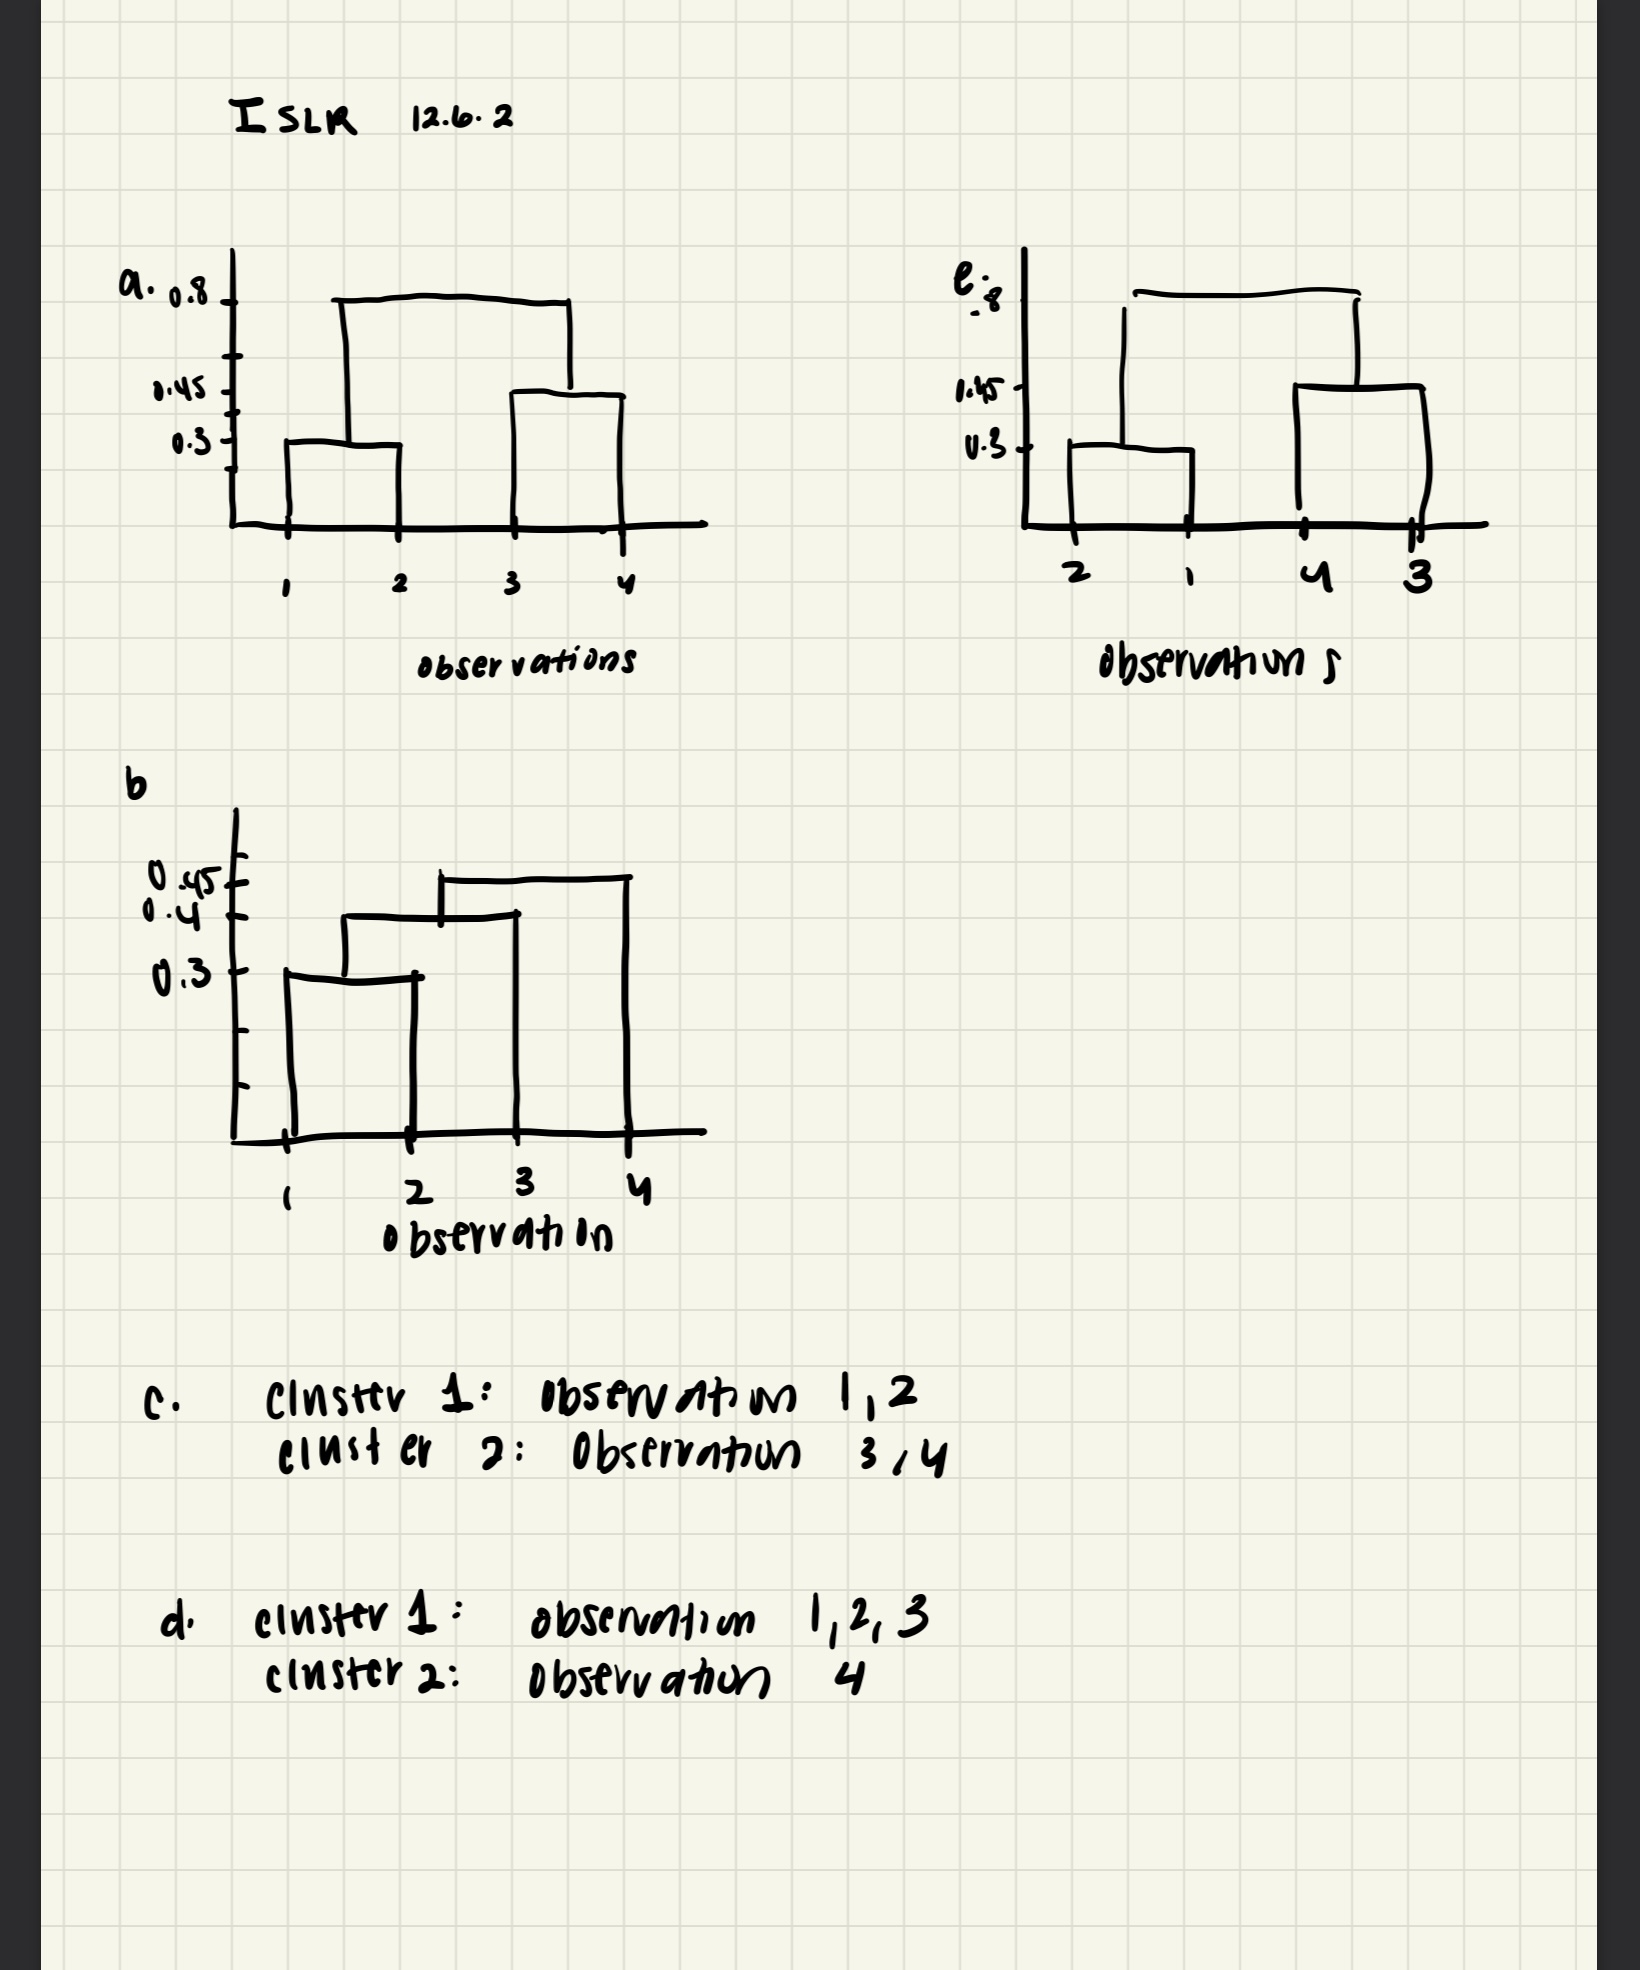 ISLR 12.6.2
a. 0.8
0.45
0.3
1 2 3 4
observations
e. .8
0.45
0.3
2 1 4 3
observations
b
0.45
0.4
0.3
1 2 3 4
observation
c. cluster 1: observation 1,2
cluster 2: observation 3,4
d. cluster 1: observation 1,2,3
cluster 2: observation 4